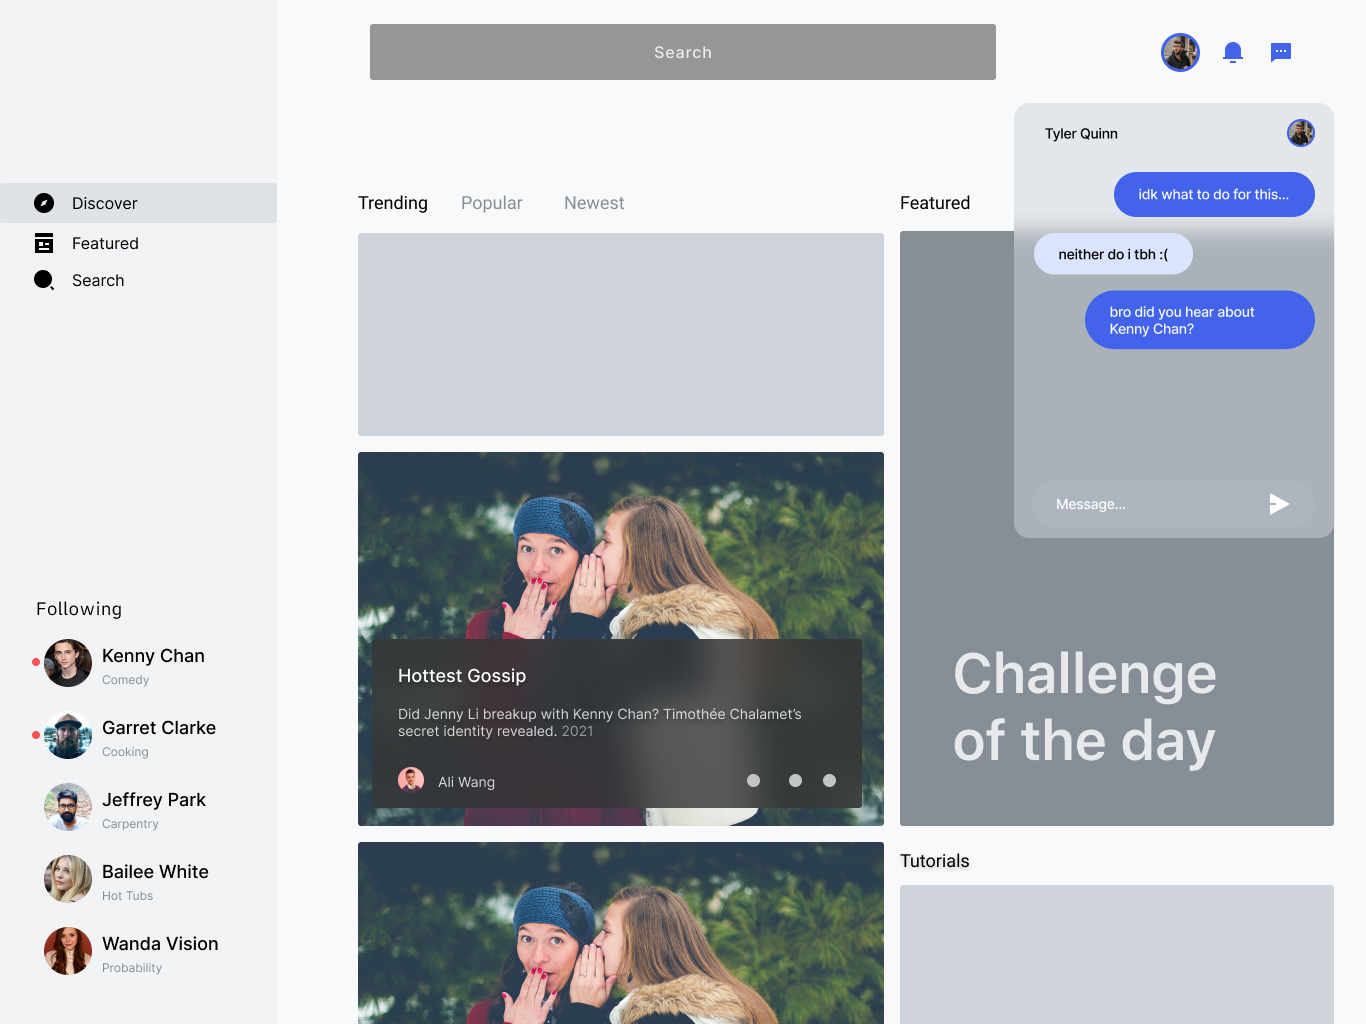 Search
Discover
Featured
Search
Following
Kenny Chan
Comedy
Garret Clarke
Cooking
Jeffrey Park
Carpentry
Bailee White
Hot Tubs
Wanda Vision
Probability
Trending
Popular
Newest
Hottest Gossip
Did Jenny Li breakup with Kenny Chan? Timothée Chalamet’s
secret identity revealed. 2021
Ali Wang
Featured
Challenge
of the day
Tutorials
Tyler Quinn
idk what to do for this...
neither do i tbh :(
bro did you hear about
Kenny Chan?
Message...